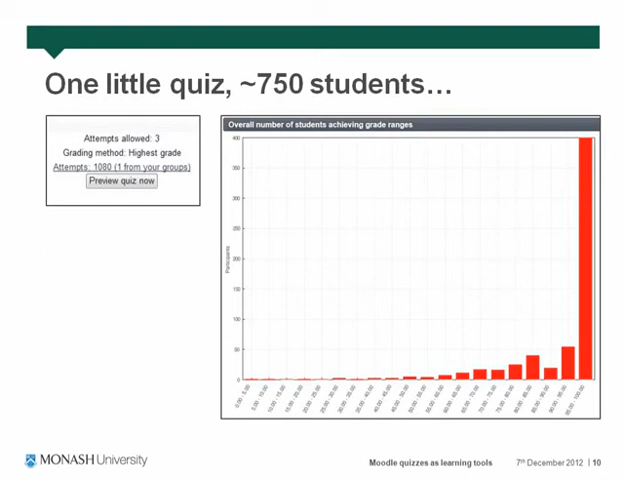 One little quiz, ~750 students…
Attempts allowed: 3
Grading method: Highest grade
Attempts: 1080 (1 from your groups)
Preview quiz now
Overall number of students achieving grade ranges
Participants
400
350
300
250
200
150
100
50
0
MONASH University
Moodle quizzes as learning tools
7th December 2012 | 10